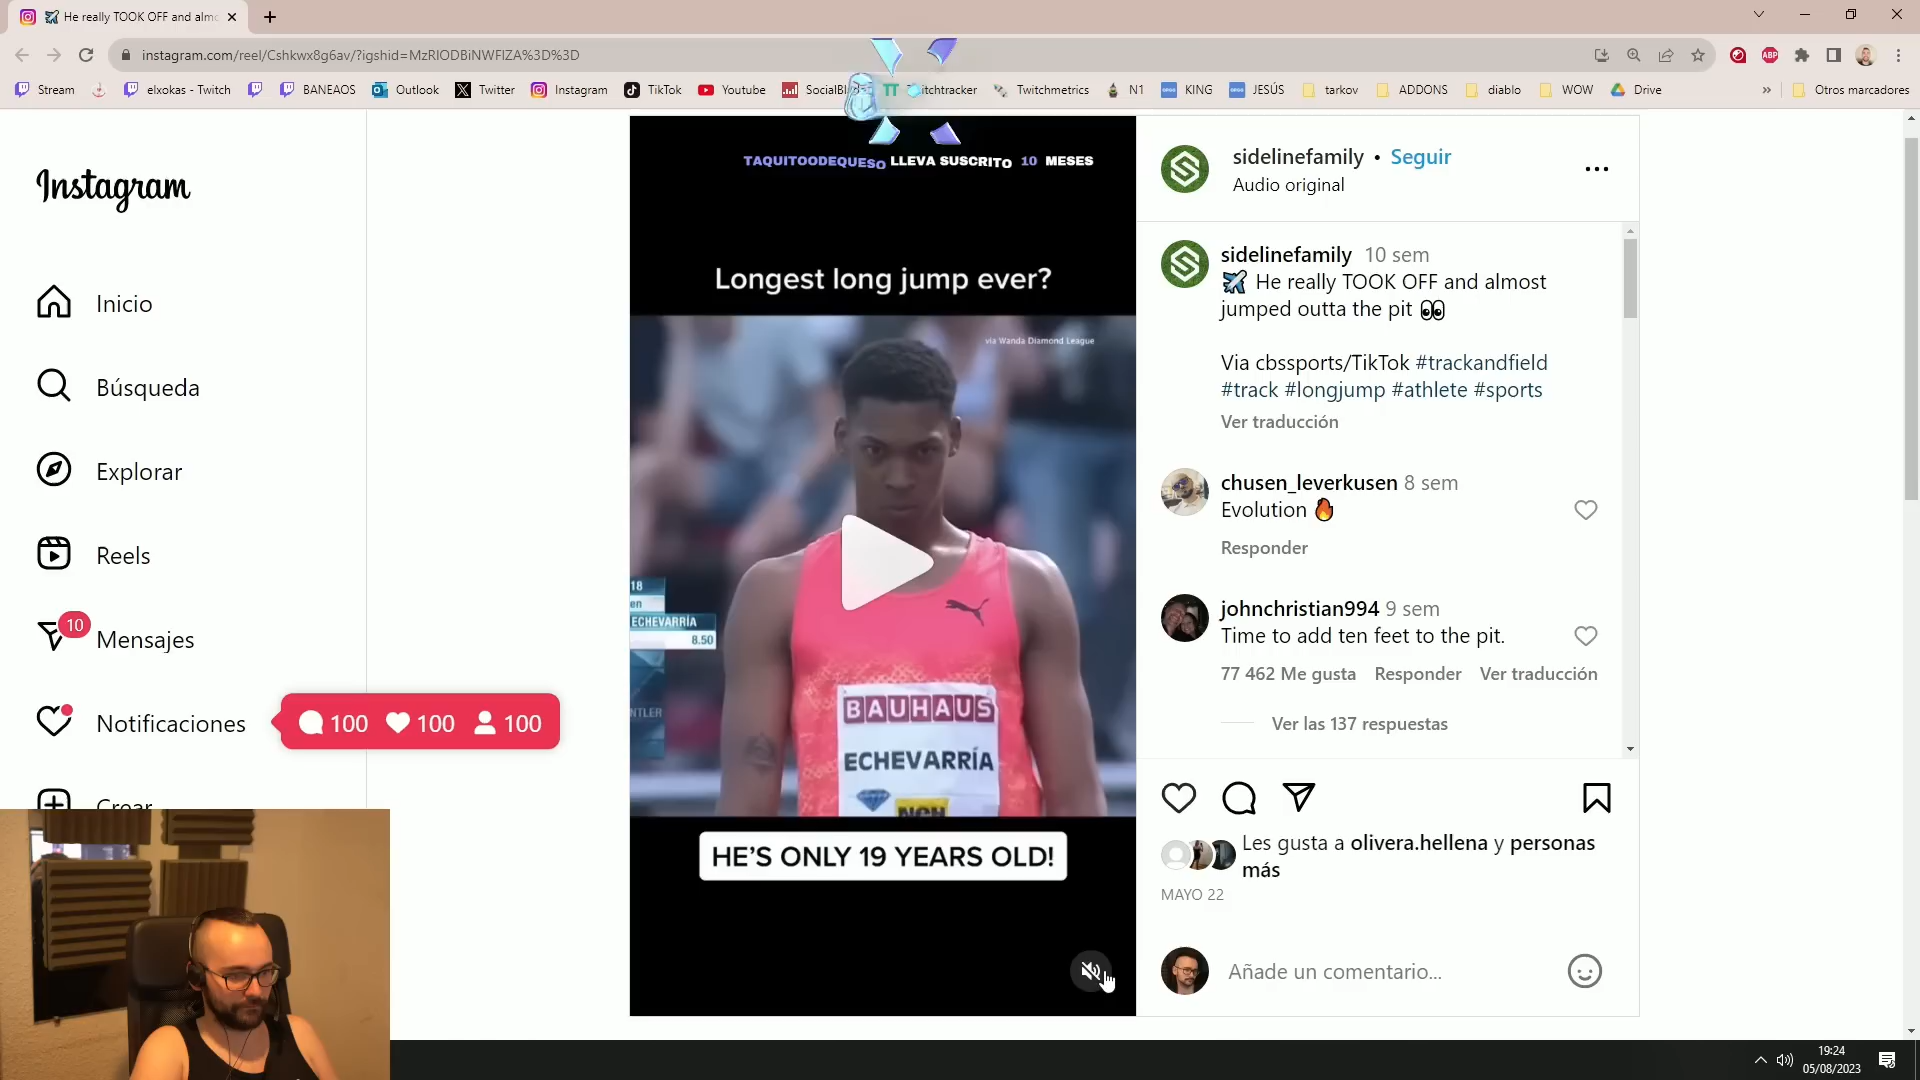 He really TOOK OFF and almo
instagram.com/reel/Cshkwx8g6av/?igshid=MzRlODBiNWFlZA%3D%3D
Stream
elxokas - Twitch
BANEAOS
Outlook
Twitter
Instagram
TikTok
Youtube
Twitchmetrics
N1
KING
JESÚS
tarkov
ADDONS
diablo
WOW
Drive
Otros marcadores
Instagram
Inicio
Búsqueda
Explorar
Reels
10
Mensajes
Notificaciones
100 100 100
Crear
TAQUITOODEQUESO LLEVA SUSCRITO 10 MESES
Longest long jump ever?
via Wanda Diamond League
18
en
ECHEVARRÍA
8.50
NTLER
BAUHAUS
ECHEVARRÍA
HE'S ONLY 19 YEARS OLD!
sidelinefamily • Seguir
Audio original
sidelinefamily 10 sem
He really TOOK OFF and almost
jumped outta the pit
Via cbssports/TikTok #trackandfield
#track #longjump #athlete #sports
Ver traducción
chusen_leverkusen 8 sem
Evolution
Responder
johnchristian994 9 sem
Time to add ten feet to the pit.
77 462 Me gusta Responder Ver traducción
Ver las 137 respuestas
Les gusta a olivera.hellena y personas
más
MAYO 22
Añade un comentario...
19:24
05/08/2023